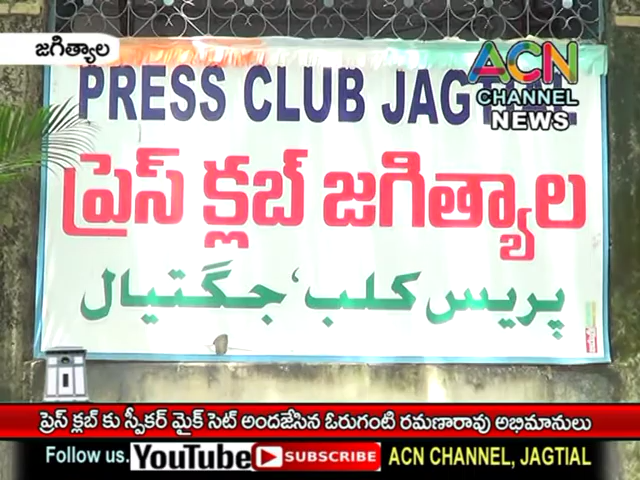 జగిత్యాల
ACN
CHANNEL
NEWS
PRESS CLUB
ప్రెస్ క్లబ్ జగిత్యాల
پریس کلب، جگتیال
ప్రెస్ క్లబ్ కు స్పీకర్ మైక్ సెట్ అందజేసిన ఓరుగంటి రమణారావు అభిమానులు
Follow us. YouTube SUBSCRIBE ACN CHANNEL, JAGTIAL